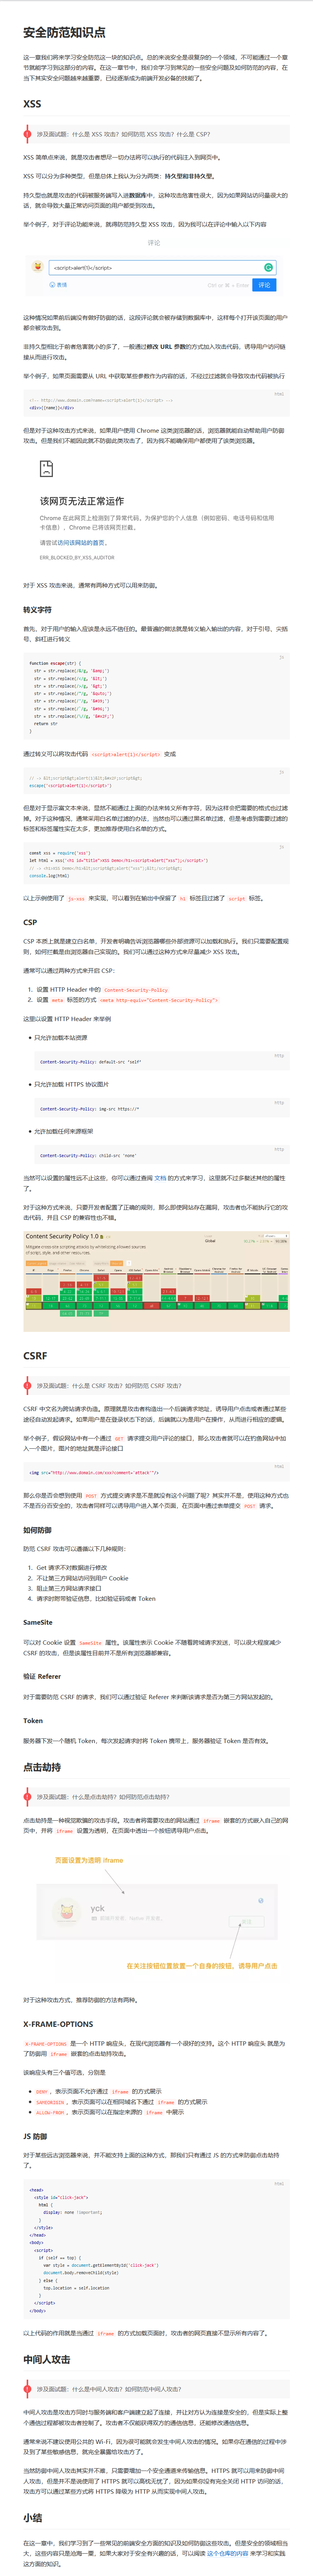 安全防范知识点
这一章我们将来学习安全防范这一块的知识点。总的来说安全是很复杂的一个领域，不可能通过一个章
节就能学习到这部分的内容。在这一章节中，我们会学习到常见的一些安全问题及如何防范的内容，在
当下其实安全问题越来越重要，已经逐渐成为前端开发必备的技能了。
XSS
涉及面试题：什么是 XSS 攻击？如何防范 XSS 攻击？什么是 CSP？
XSS 简单点来说，就是攻击者想尽一切办法将可以执行的代码注入到网页中。
XSS 可以分为多种类型，但是总体上我认为分为两类：持久型和非持久型。
持久型也就是攻击的代码被服务端写入进数据库中，这种攻击危害性很大，因为如果网站访问量很大的
话，就会导致大量正常访问页面的用户都受到攻击。
举个例子，对于评论功能来说，就得防范持久型 XSS 攻击，因为我可以在评论中输入以下内容
评论
<script>alert(1)</script>
表情
Ctrl or ⌘ + Enter
评论
这种情况如果前后端没有做好防御的话，这段评论就会被存储到数据库中，这样每个打开该页面的用户
都会被攻击到。
非持久型相比于前者危害就小的多了，一般通过修改 URL 参数的方式加入攻击代码，诱导用户访问链
接从而进行攻击。
举个例子，如果页面需要从 URL 中获取某些参数作为内容的话，不经过过滤就会导致攻击代码被执行
html
<!-- http://www.domain.com?name=<script>alert(1)</script> -->
<div>{{name}}</div>
但是对于这种攻击方式来说，如果用户使用 Chrome 这类浏览器的话，浏览器就能自动帮助用户防御
攻击。但是我们不能因此就不防御此类攻击了，因为我不能确保用户都使用了该类浏览器。
该网页无法正常运作
Chrome 在此网页上检测到了异常代码。为保护您的个人信息（例如密码、电话号码和信用
卡信息），Chrome 已将该网页拦截。
请尝试访问该网站的首页。
ERR_BLOCKED_BY_XSS_AUDITOR
对于 XSS 攻击来说，通常有两种方式可以用来防御。
转义字符
首先，对于用户的输入应该是永远不信任的。最普遍的做法就是转义输入输出的内容，对于引号、尖括
号、斜杠进行转义
js
function escape(str) {
str = str.replace(/&/g, '&amp;')
str = str.replace(/</g, '&lt;')
str = str.replace(/>/g, '&gt;')
str = str.replace(/"/g, '&quto;')
str = str.replace(/'/g, '&#39;')
str = str.replace(/`/g, '&#96;')
str = str.replace(/\//g, '&#x2F;')
return str
}
通过转义可以将攻击代码 <script>alert(1)</script> 变成
js
// -> &lt;script&gt;alert(1)&lt;&#x2F;script&gt;
escape('<script>alert(1)</script>')
但是对于显示富文本来说，显然不能通过上面的办法来转义所有字符，因为这样会把需要的格式也过滤
掉。对于这种情况，通常采用白名单过滤的办法，当然也可以通过黑名单过滤，但是考虑到需要过滤的
标签和标签属性实在太多，更加推荐使用白名单的方式。
js
const xss = require('xss')
let html = xss('<h1 id="title">XSS Demo</h1><script>alert("xss");</script>')
// -> <h1>XSS Demo</h1>&lt;script&gt;alert("xss");&lt;/script&gt;
console.log(html)
以上示例使用了 js-xss 来实现，可以看到在输出中保留了 h1 标签且过滤了 script 标签。
CSP
CSP 本质上就是建立白名单，开发者明确告诉浏览器哪些外部资源可以加载和执行。我们只需要配置规
则，如何拦截是由浏览器自己实现的。我们可以通过这种方式来尽量减少 XSS 攻击。
通常可以通过两种方式来开启 CSP：
1. 设置 HTTP Header 中的 Content-Security-Policy
2. 设置 meta 标签的方式 <meta http-equiv="Content-Security-Policy">
这里以设置 HTTP Header 来举例
只允许加载本站资源
http
Content-Security-Policy: default-src 'self'
只允许加载 HTTPS 协议图片
http
Content-Security-Policy: img-src https://*
允许加载任何来源框架
http
Content-Security-Policy: child-src 'none'
当然可以设置的属性远不止这些，你可以通过查阅 文档 的方式来学习，这里就不过多赘述其他的属性
了。
对于这种方式来说，只要开发者配置了正确的规则，那么即使网站存在漏洞，攻击者也不能执行它的攻
击代码，并且 CSP 的兼容性也不错。
Content Security Policy 1.0
Global
Mitigate cross-site scripting attacks by whitelisting allowed sources
of script, style, and other resources.
CSRF
涉及面试题：什么是 CSRF 攻击？如何防范 CSRF 攻击？
CSRF 中文名为跨站请求伪造。原理就是攻击者构造出一个后端请求地址，诱导用户点击或者通过某些
途径自动发起请求。如果用户是在登录状态下的话，后端就以为是用户在操作，从而进行相应的逻辑。
举个例子，假设网站中有一个通过 GET 请求提交用户评论的接口，那么攻击者就可以在钓鱼网站中加
入一个图片，图片的地址就是评论接口
html
<img src="http://www.domain.com/xxx?comment='attack'"/>
那么你是否会想到使用 POST 方式提交请求是不是就没有这个问题了呢？其实并不是，使用这种方式也
不是百分百安全的，攻击者同样可以诱导用户进入某个页面，在页面中通过表单提交 POST 请求。
如何防御
防范 CSRF 攻击可以遵循以下几种规则：
1. Get 请求不对数据进行修改
2. 不让第三方网站访问到用户 Cookie
3. 阻止第三方网站请求接口
4. 请求时附带验证信息，比如验证码或者 Token
SameSite
可以对 Cookie 设置 SameSite 属性。该属性表示 Cookie 不随着跨域请求发送，可以很大程度减少
CSRF 的攻击，但是该属性目前并不是所有浏览器都兼容。
验证 Referer
对于需要防范 CSRF 的请求，我们可以通过验证 Referer 来判断该请求是否为第三方网站发起的。
Token
服务器下发一个随机 Token，每次发起请求时将 Token 携带上，服务器验证 Token 是否有效。
点击劫持
涉及面试题：什么是点击劫持？如何防范点击劫持？
点击劫持是一种视觉欺骗的攻击手段。攻击者将需要攻击的网站通过 iframe 嵌套的方式嵌入自己的网
页中，并将 iframe 设置为透明，在页面中透出一个按钮诱导用户点击。
页面设置为透明 iframe
yck
在关注按钮位置放置一个自身的按钮，诱导用户点击
对于这种攻击方式，推荐防御的方法有两种。
X-FRAME-OPTIONS
X-FRAME-OPTIONS 是一个 HTTP 响应头，在现代浏览器有一个很好的支持。这个 HTTP 响应头 就是为
了防御用 iframe 嵌套的点击劫持攻击。
该响应头有三个值可选，分别是
DENY ，表示页面不允许通过 iframe 的方式展示
SAMEORIGIN ，表示页面可以在相同域名下通过 iframe 的方式展示
ALLOW-FROM ，表示页面可以在指定来源的 iframe 中展示
JS 防御
对于某些远古浏览器来说，并不能支持上面的这种方式，那我们只有通过 JS 的方式来防御点击劫持
了。
html
<head>
<style id="click-jack">
html {
display: none !important;
}
</style>
</head>
<body>
<script>
if (self == top) {
var style = document.getElementById('click-jack')
document.body.removeChild(style)
} else {
top.location = self.location
}
</script>
</body>
以上代码的作用就是当通过 iframe 的方式加载页面时，攻击者的网页直接不显示所有内容了。
中间人攻击
涉及面试题：什么是中间人攻击？如何防范中间人攻击？
中间人攻击是攻击方同时与服务端和客户端建立起了连接，并让对方认为连接是安全的，但是实际上整
个通信过程都被攻击者控制了。攻击者不仅能获得双方的通信信息，还能修改通信信息。
通常来说不建议使用公共的 Wi-Fi，因为很可能就会发生中间人攻击的情况。如果你在通信的过程中涉
及到了某些敏感信息，就完全暴露给攻击方了。
当然防御中间人攻击其实并不难，只需要增加一个安全通道来传输信息。HTTPS 就可以用来防御中间
人攻击，但是并不是说使用了 HTTPS 就可以高枕无忧了，因为如果你没有完全关闭 HTTP 访问的话，
攻击方可以通过某些方式将 HTTPS 降级为 HTTP 从而实现中间人攻击。
小结
在这一章中，我们学习到了一些常见的前端安全方面的知识及如何防御这些攻击。但是安全的领域相当
大，这些内容只是沧海一粟，如果大家对于安全有兴趣的话，可以阅读 这个仓库的内容 来学习和实践
这方面的知识。